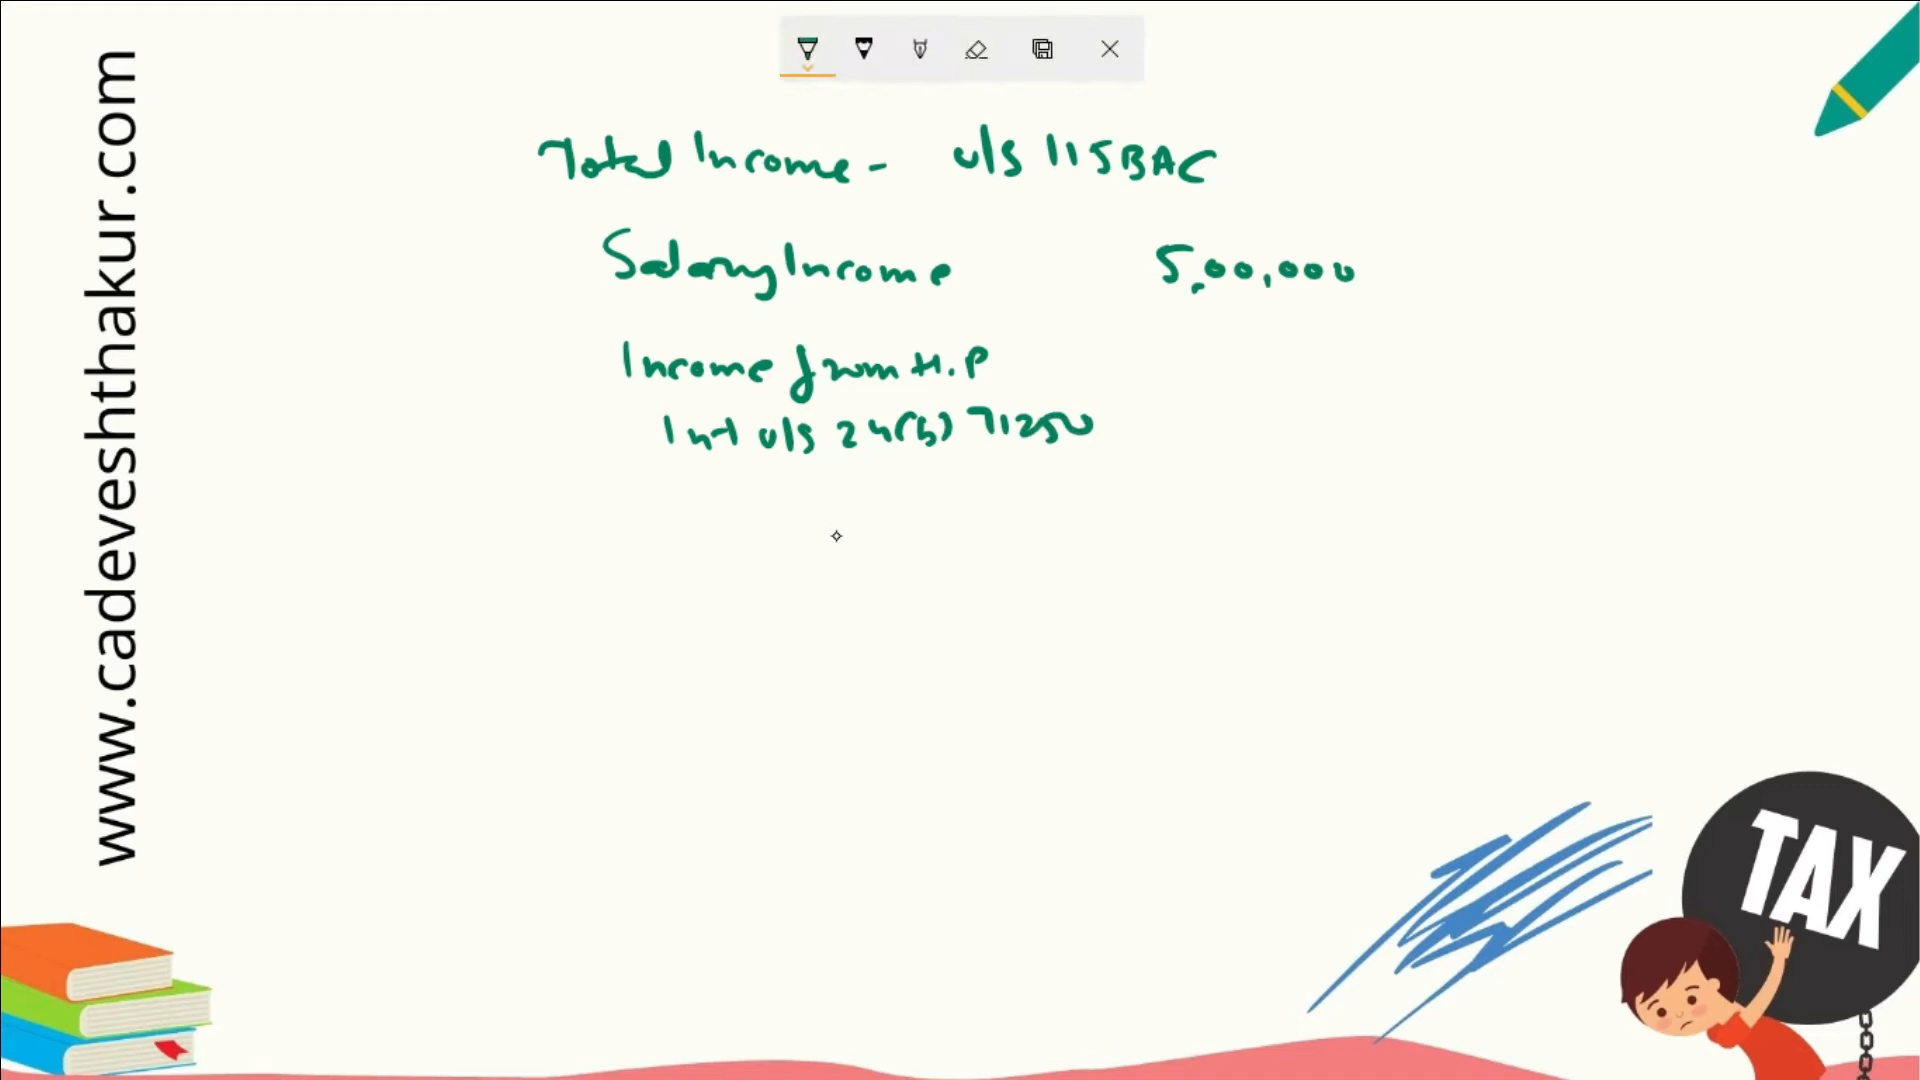 www.cadeveshthakur.com
Total Income - u/s 115BAC
Salary Income 5,00,000
Income from H.P
Int u/s 24(b) 71250
TAX